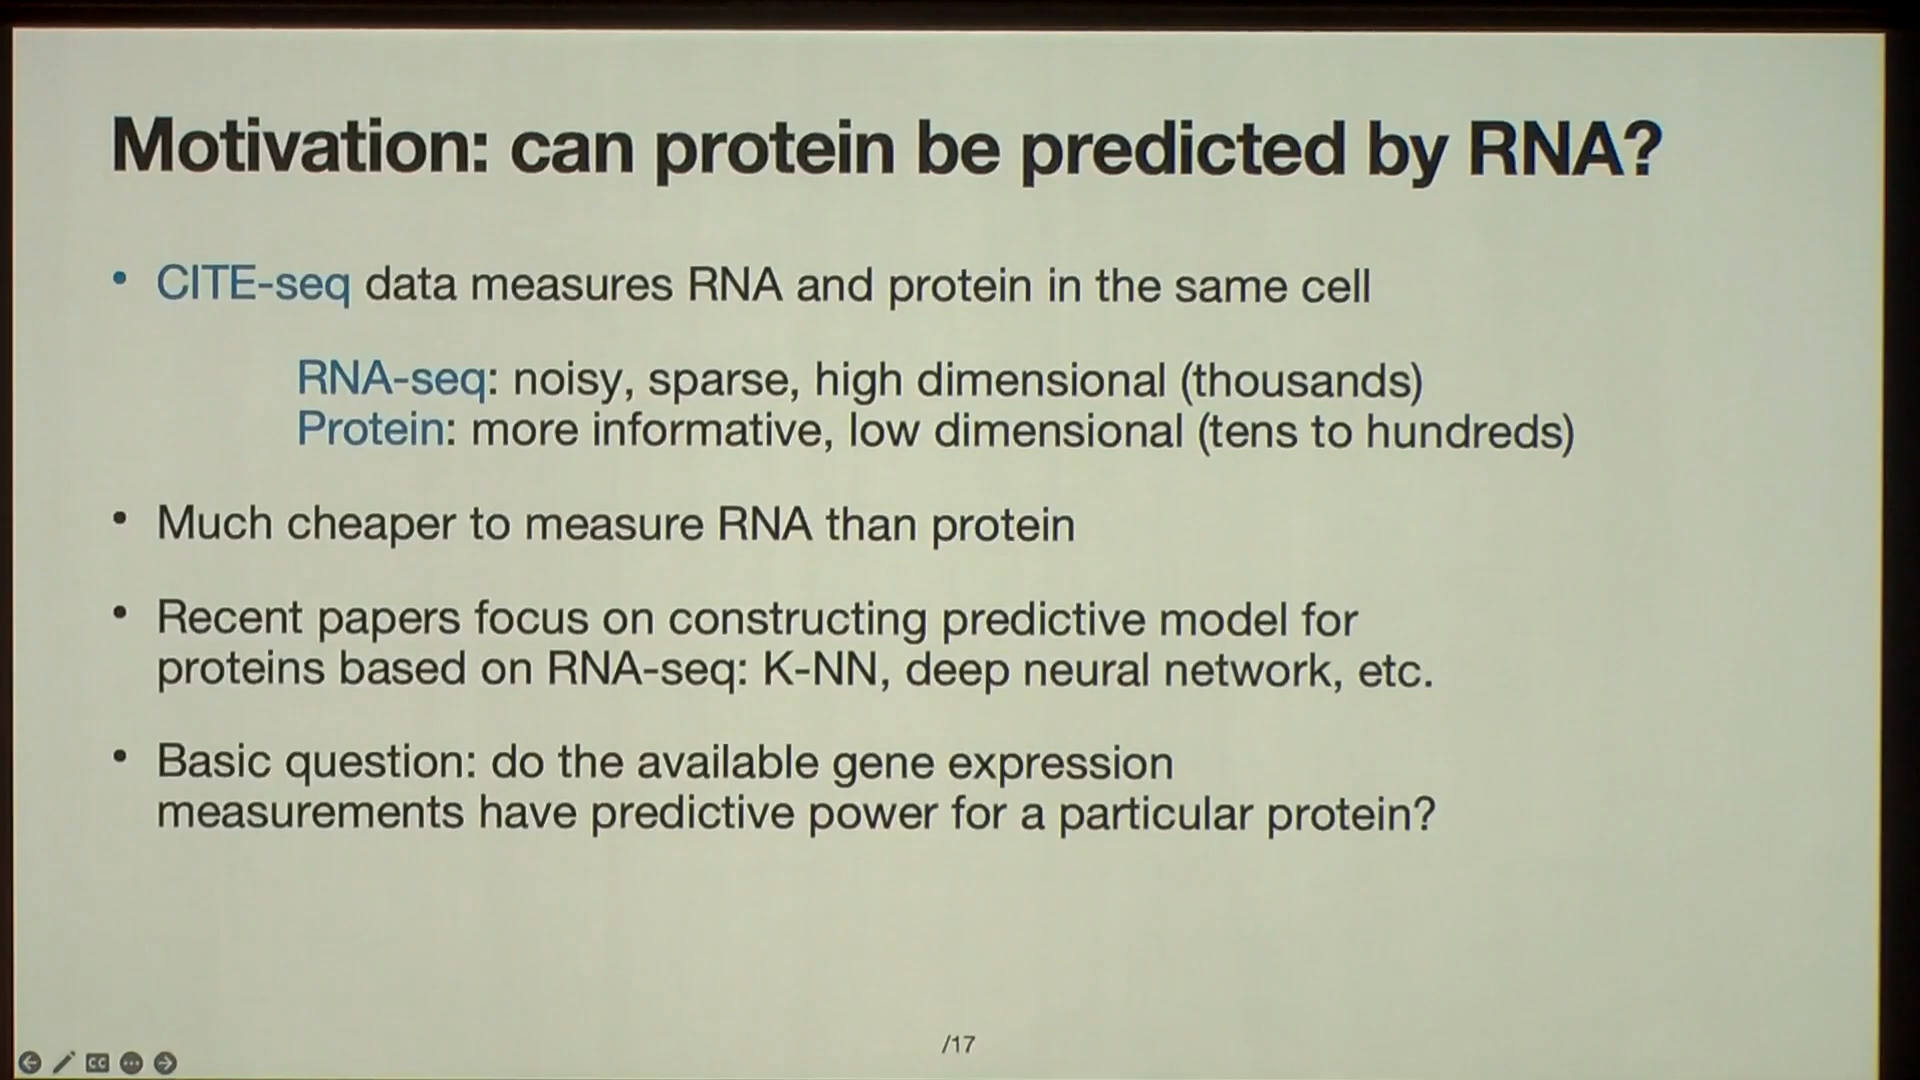 Motivation: can protein be predicted by RNA?
• CITE-seq data measures RNA and protein in the same cell
RNA-seq: noisy, sparse, high dimensional (thousands)
Protein: more informative, low dimensional (tens to hundreds)
• Much cheaper to measure RNA than protein
• Recent papers focus on constructing predictive model for
proteins based on RNA-seq: K-NN, deep neural network, etc.
• Basic question: do the available gene expression
measurements have predictive power for a particular protein?
/17
CC